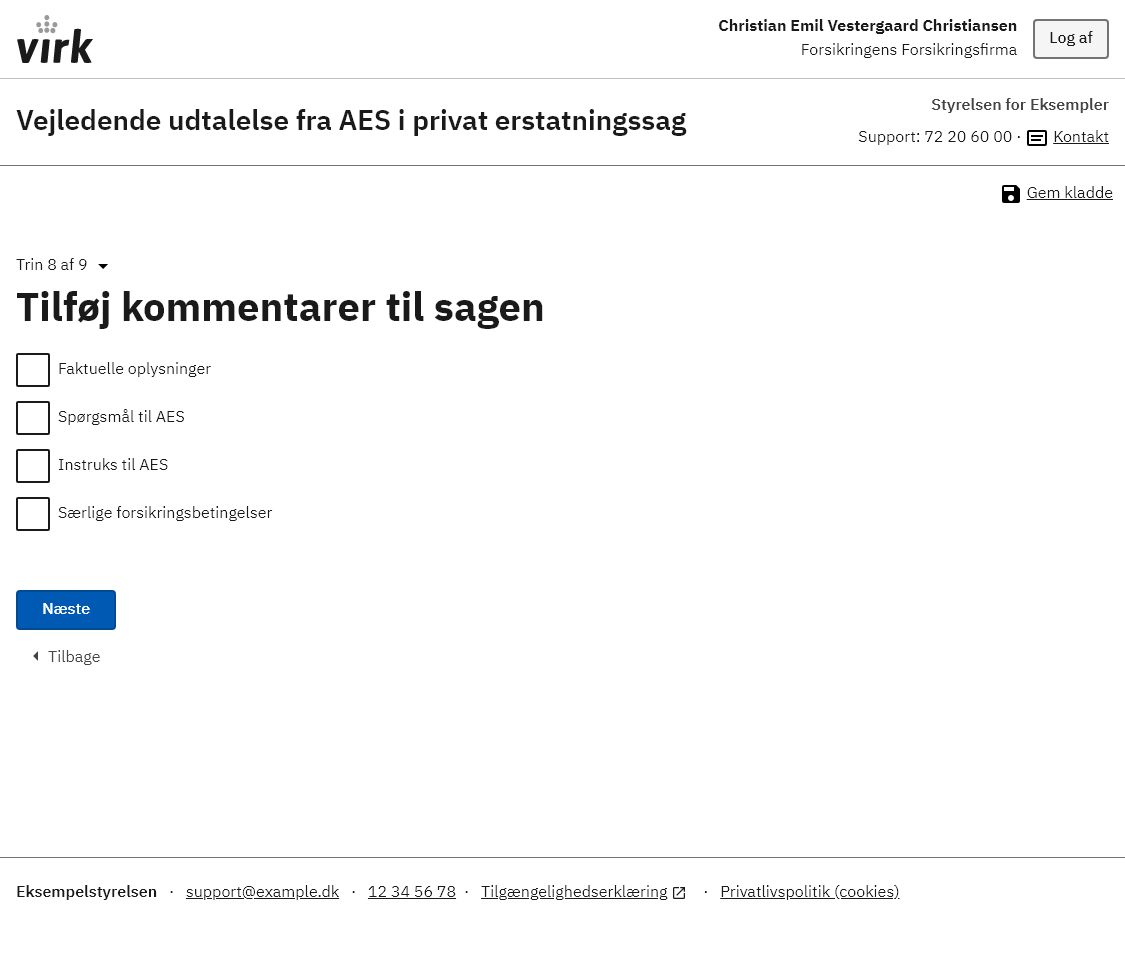 virk
Christian Emil Vestergaard Christiansen
Forsikringens Forsikringsfirma
Log af
Vejledende udtalelse fra AES i privat erstatningssag
Styrelsen for Eksempler
Support: 72 20 60 00 · Kontakt
Gem kladde
Trin 8 af 9
Tilføj kommentarer til sagen
Faktuelle oplysninger
Spørgsmål til AES
Instruks til AES
Særlige forsikringsbetingelser
Næste
Tilbage
Eksempelstyrelsen · support@example.dk · 12 34 56 78 · Tilgængelighedserklæring · Privatlivspolitik (cookies)